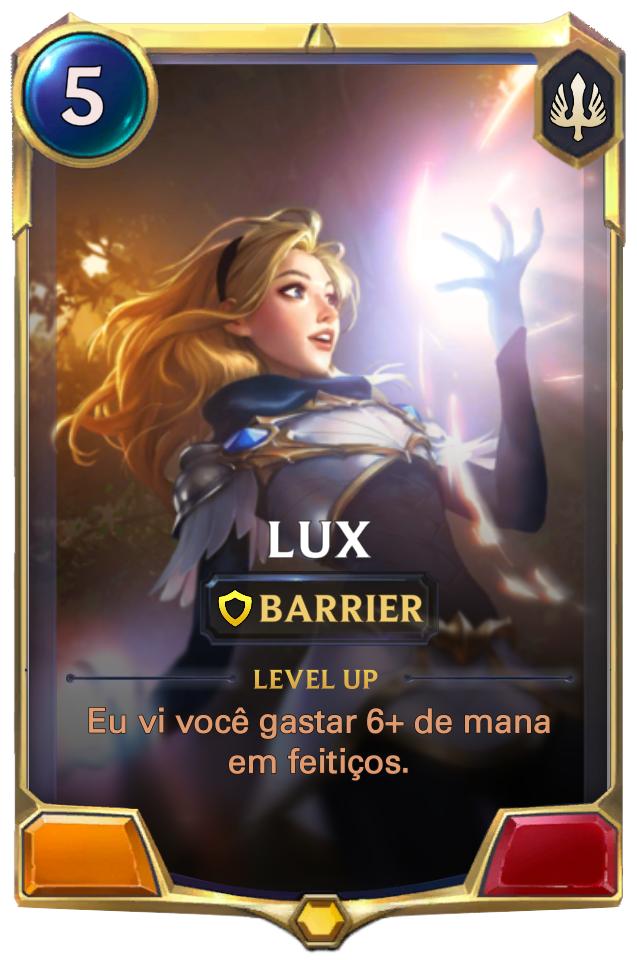 5
LUX
BARRIER
LEVEL UP
Eu vi você gastar 6+ de mana
em feitiços.